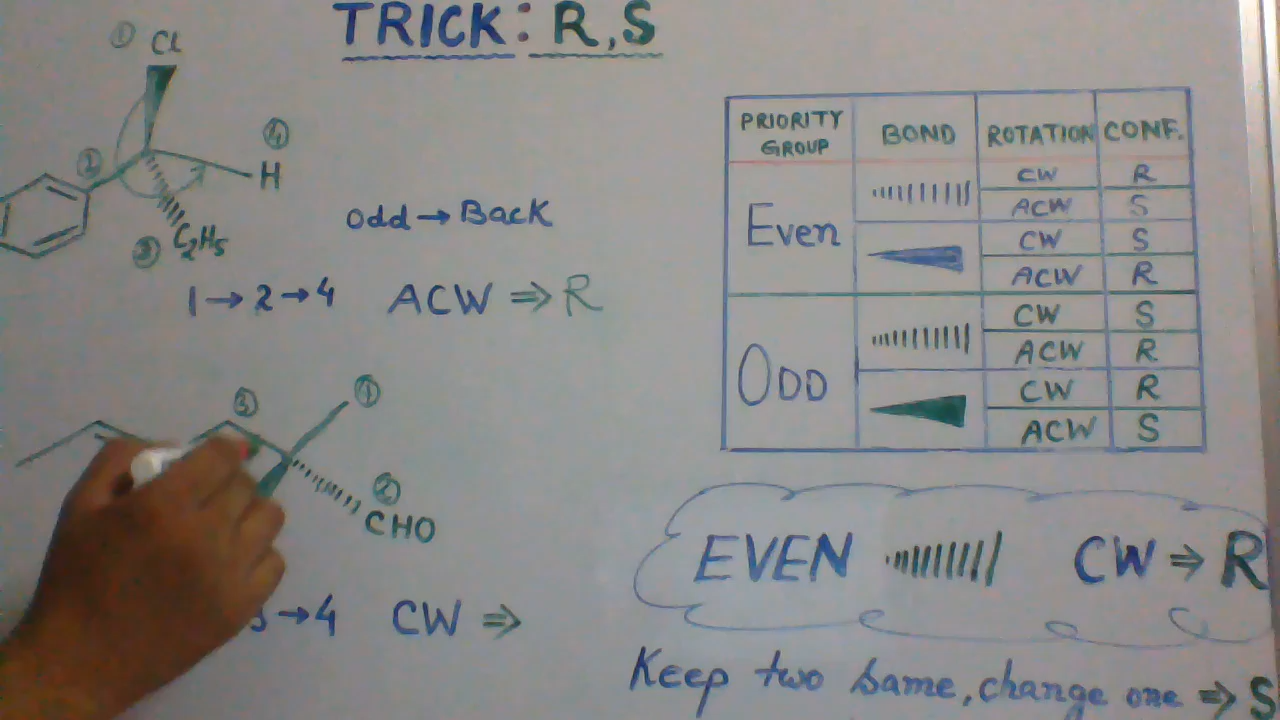 TRICK: R,S
① Cl
④
② H
③ C₂H₅
Odd → Back
1 → 2 → 4 ACW ⇒ R
③ ①
②
CHO
3 → 4 CW ⇒
PRIORITY GROUP BOND ROTATION CONF.
Even CW R
ACW S
CW S
ACW R
ODD CW S
ACW R
CW R
ACW S
EVEN CW ⇒ R
Keep two same, change one ⇒ S